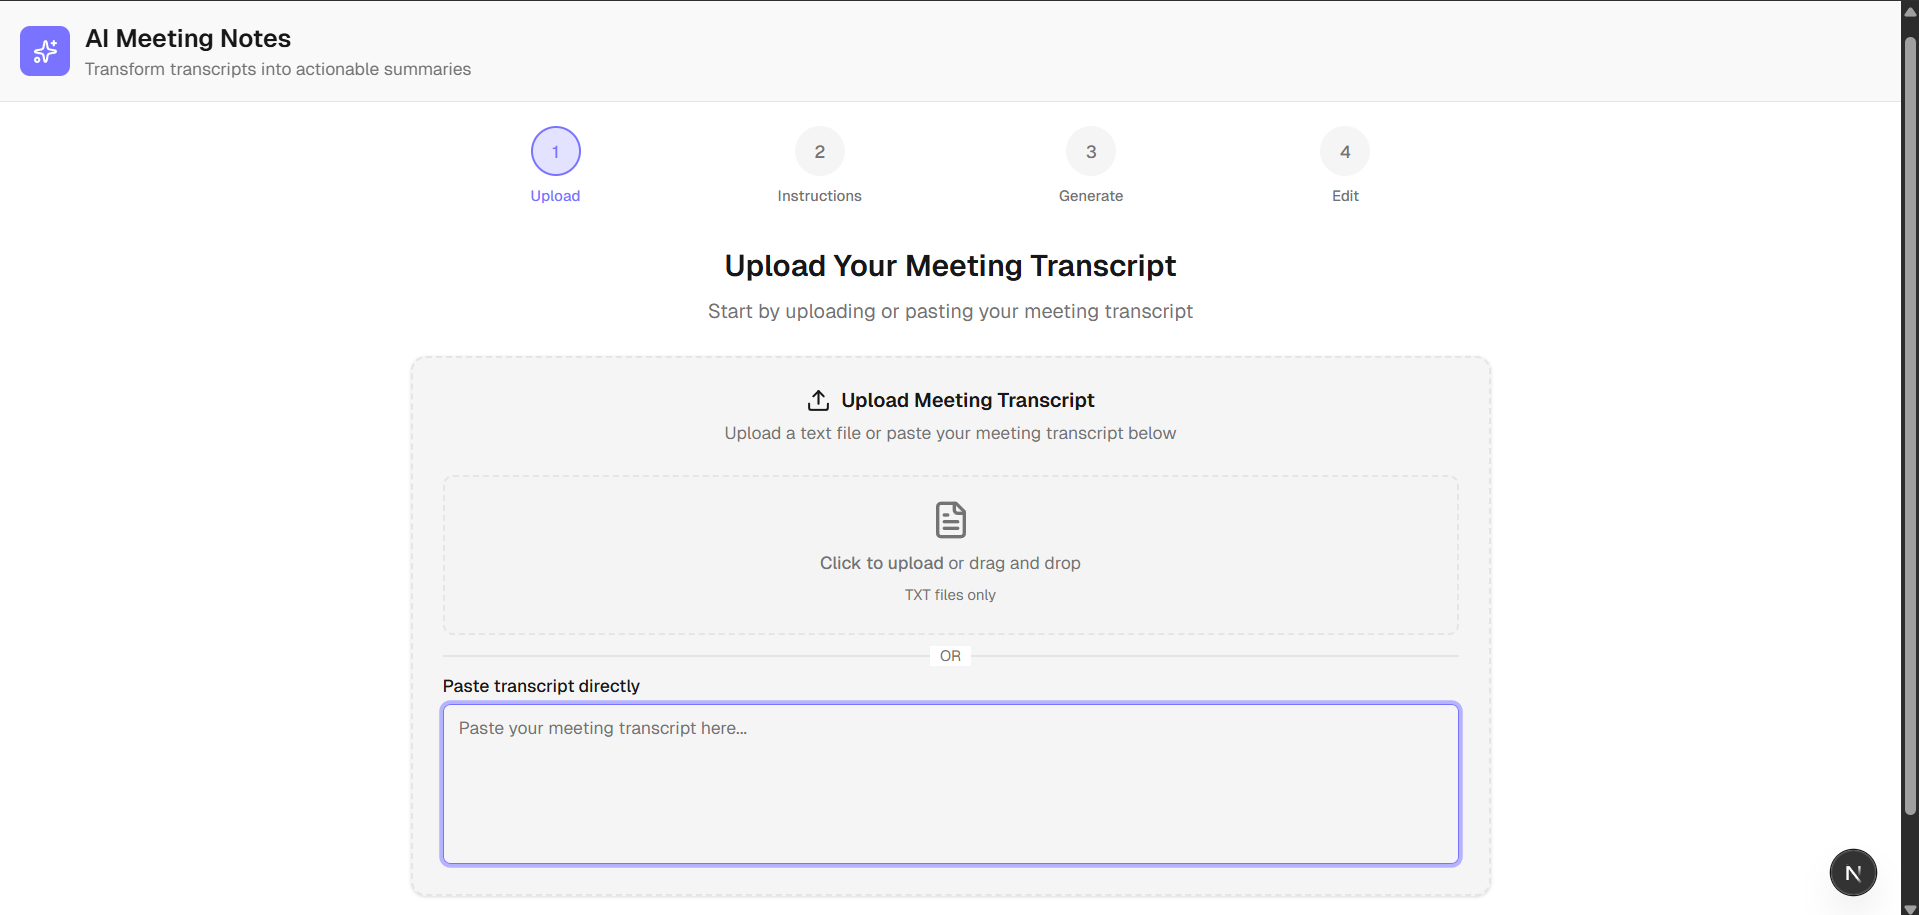 AI Meeting Notes
Transform transcripts into actionable summaries
1
2
3
4
Upload
Instructions
Generate
Edit
Upload Your Meeting Transcript
Start by uploading or pasting your meeting transcript
Upload Meeting Transcript
Upload a text file or paste your meeting transcript below
Click to upload or drag and drop
TXT files only
OR
Paste transcript directly
Paste your meeting transcript here...
N